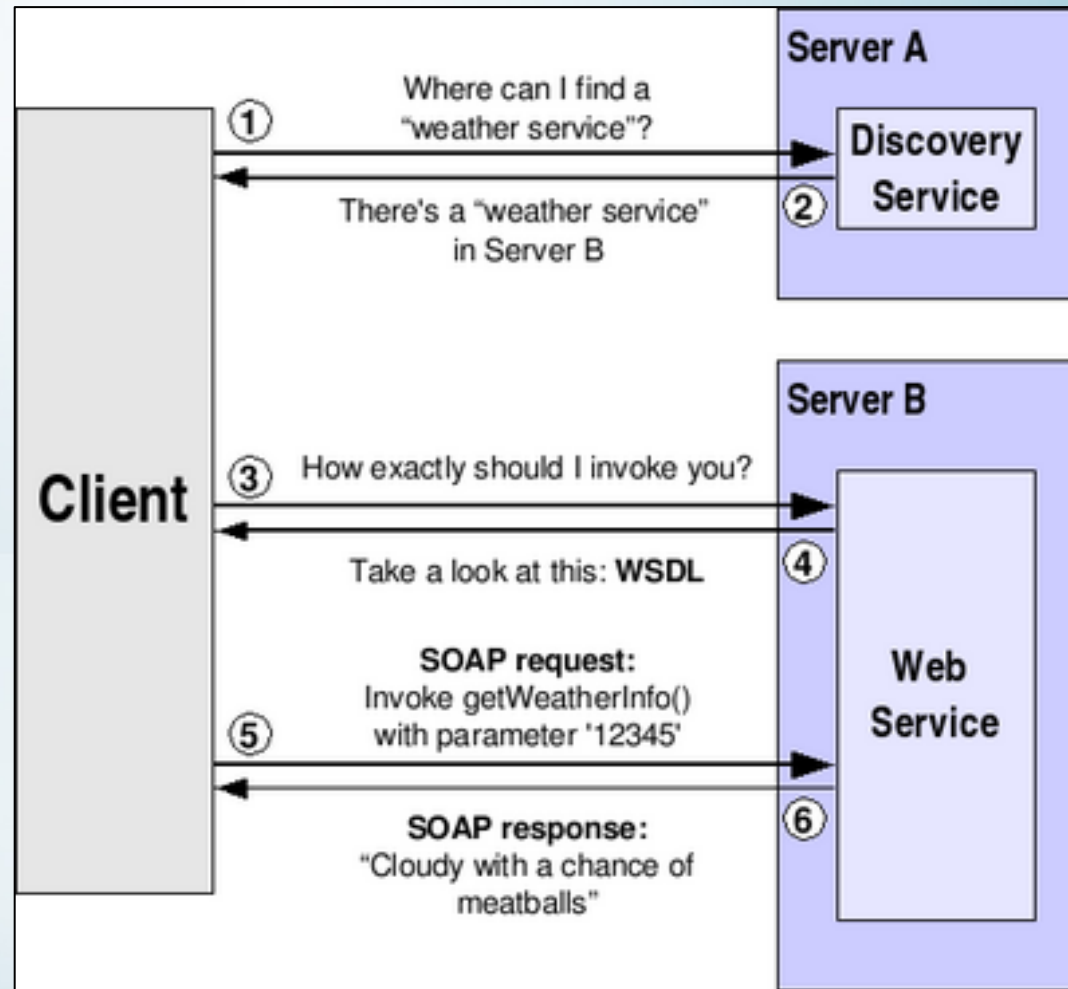 Server A
Where can I find a
“weather service”?
①
Discovery
Service
There's a “weather service”
in Server B
②
Server B
Client
③
How exactly should I invoke you?
Take a look at this: WSDL
④
SOAP request:
Invoke getWeatherInfo()
with parameter '12345'
⑤
Web
Service
⑥
SOAP response:
“Cloudy with a chance of
meatballs”